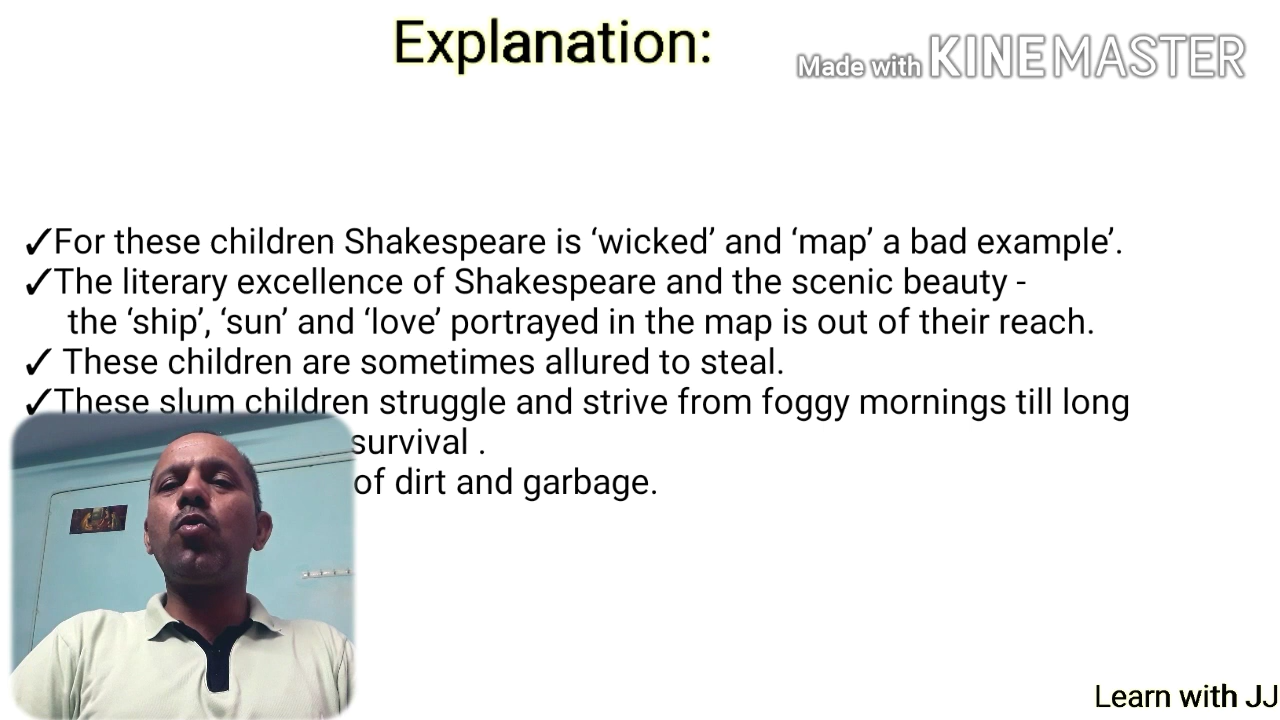 Explanation:
Made with KINEMASTER
✓For these children Shakespeare is ‘wicked’ and ‘map’ a bad example’.
✓The literary excellence of Shakespeare and the scenic beauty -
the ‘ship’, ‘sun’ and ‘love’ portrayed in the map is out of their reach.
✓ These children are sometimes allured to steal.
✓These slum children struggle and strive from foggy mornings till long
survival .
of dirt and garbage.
Learn with JJ